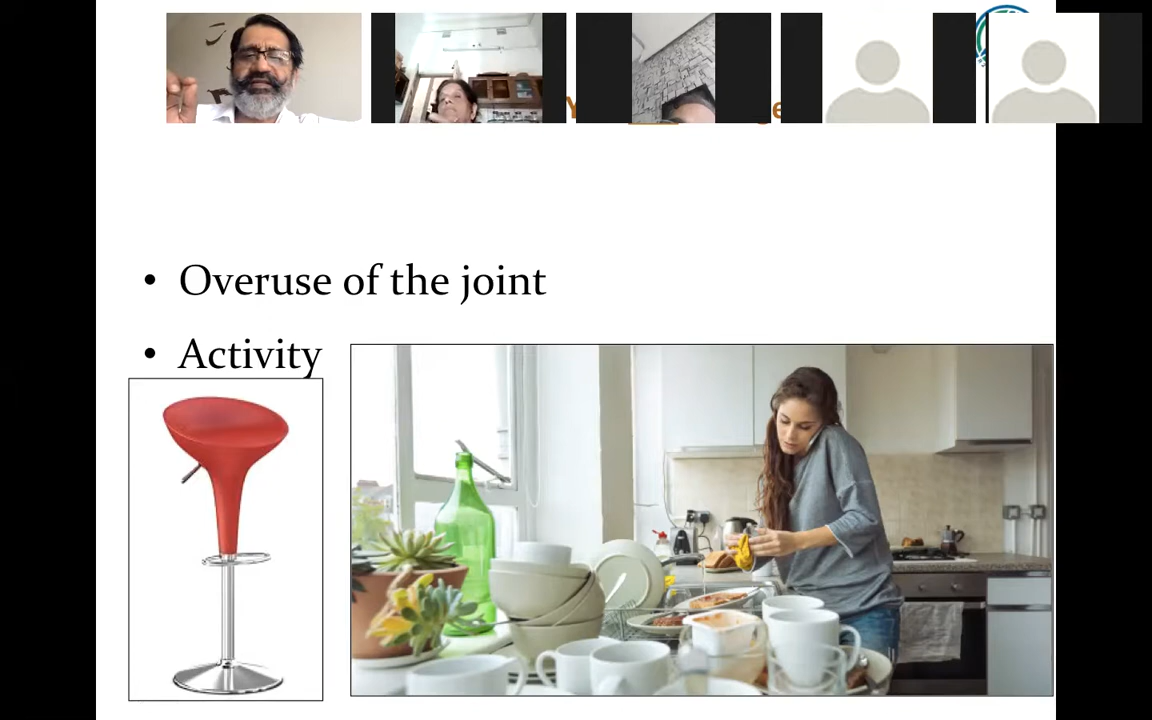 Overuse of the joint
Activity